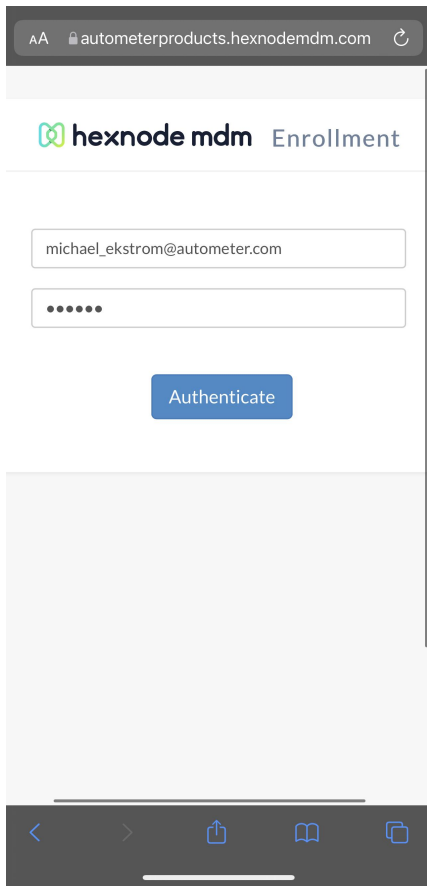 AA autometerproducts.hexnodemdm.com
hexnode mdm Enrollment
michael_ekstrom@autometer.com
••••••
Authenticate